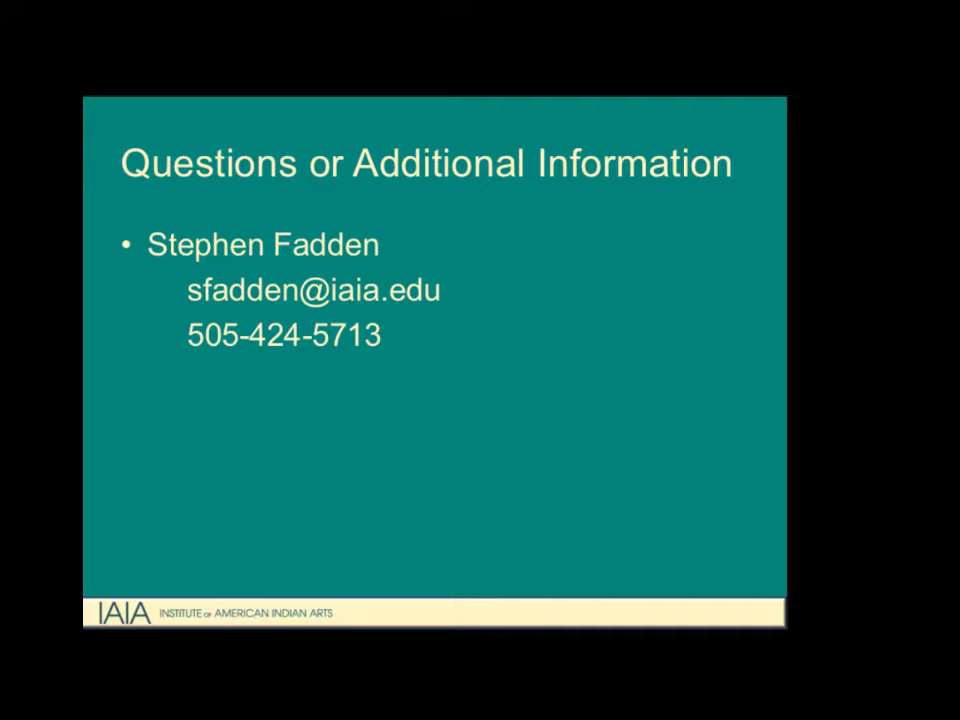 Questions or Additional Information
• Stephen Fadden
sfadden@iaia.edu
505-424-5713
IAIA INSTITUTE OF AMERICAN INDIAN ARTS